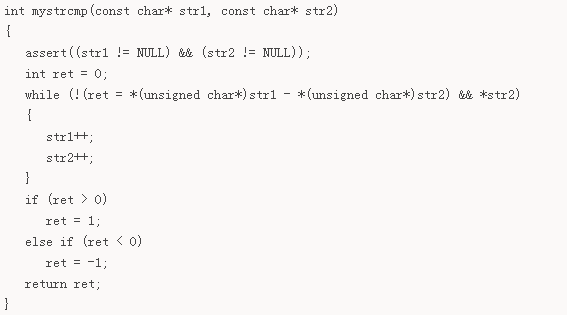 int mystrcmp(const char* str1, const char* str2)
{
    assert((str1 != NULL) && (str2 != NULL));
    int ret = 0;
    while (!(ret = *(unsigned char*)str1 - *(unsigned char*)str2) && *str2)
    {
        str1++;
        str2++;
    }
    if (ret > 0)
        ret = 1;
    else if (ret < 0)
        ret = -1;
    return ret;
}